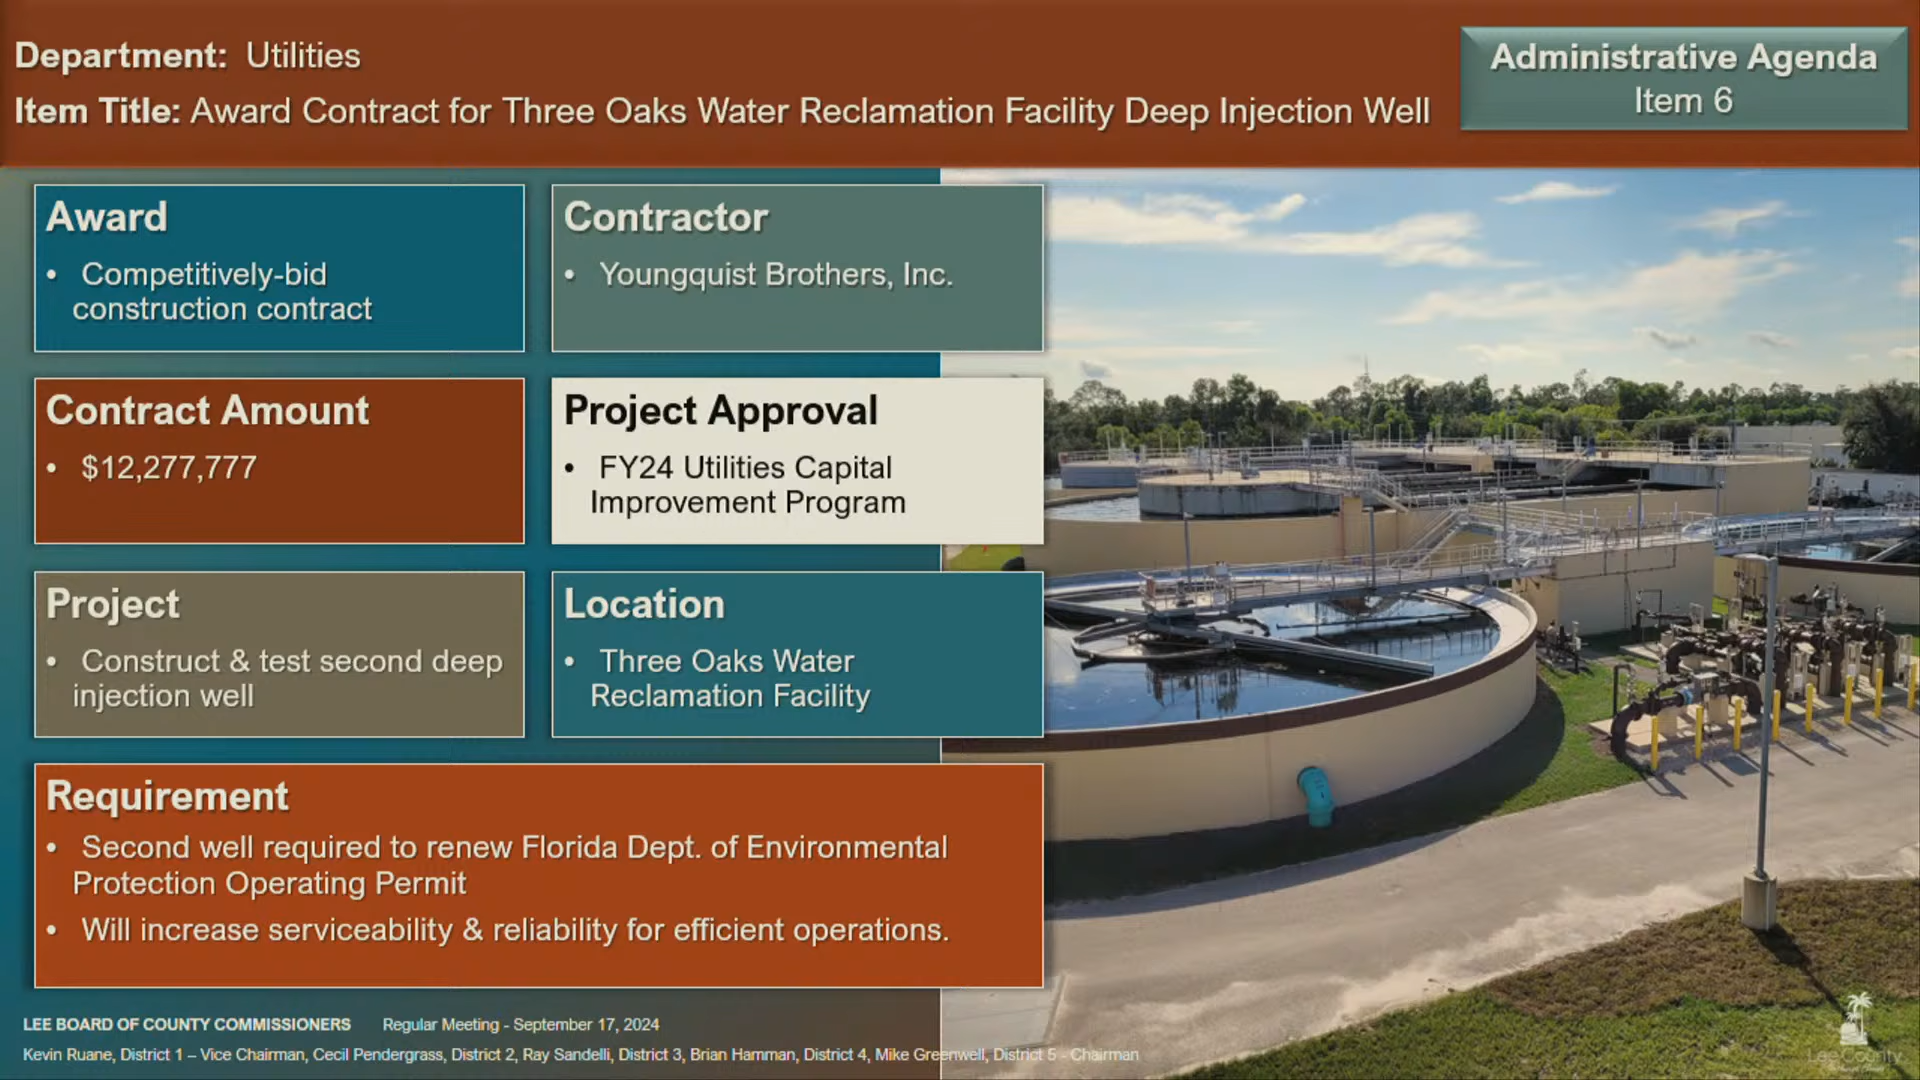 Department: Utilities
Item Title: Award Contract for Three Oaks Water Reclamation Facility Deep Injection Well
Administrative Agenda
Item 6
Award
• Competitively-bid
construction contract
Contractor
• Youngquist Brothers, Inc.
Contract Amount
• $12,277,777
Project Approval
• FY24 Utilities Capital
Improvement Program
Project
• Construct & test second deep
injection well
Location
• Three Oaks Water
Reclamation Facility
Requirement
• Second well required to renew Florida Dept. of Environmental
Protection Operating Permit
• Will increase serviceability & reliability for efficient operations.
LEE BOARD OF COUNTY COMMISSIONERS Regular Meeting - September 17, 2024
Kevin Ruane, District 1 – Vice Chairman, Cecil Pendergrass, District 2, Ray Sandelli, District 3, Brian Hamman, District 4, Mike Greenwell, District 5 - Chairman
Lee County